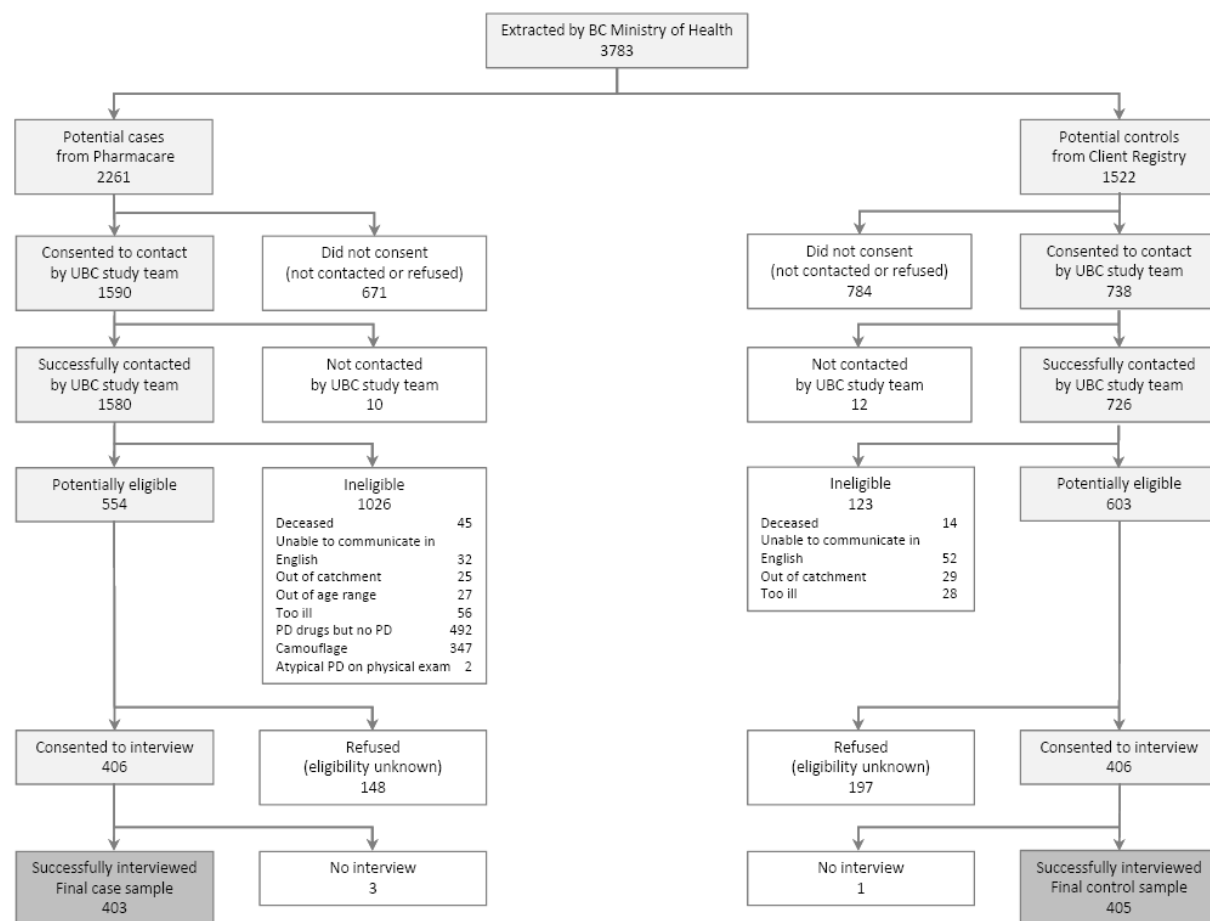 Extracted by BC Ministry of Health
3783
Potential cases
from Pharmacare
2261
Potential controls
from Client Registry
1522
Consented to contact
by UBC study team
1590
Did not consent
(not contacted or refused)
671
Did not consent
(not contacted or refused)
784
Consented to contact
by UBC study team
738
Successfully contacted
by UBC study team
1580
Not contacted
by UBC study team
10
Not contacted
by UBC study team
12
Successfully contacted
by UBC study team
726
Potentially eligible
554
Ineligible
1026
Deceased 45
Unable to communicate in
English 32
Out of catchment 25
Out of age range 27
Too ill 56
PD drugs but no PD 492
Camouflage 347
Atypical PD on physical exam 2
Ineligible
123
Deceased 14
Unable to communicate in
English 52
Out of catchment 29
Too ill 28
Potentially eligible
603
Consented to interview
406
Refused
(eligibility unknown)
148
Refused
(eligibility unknown)
197
Consented to interview
406
Successfully interviewed
Final case sample
403
No interview
3
No interview
1
Successfully interviewed
Final control sample
405